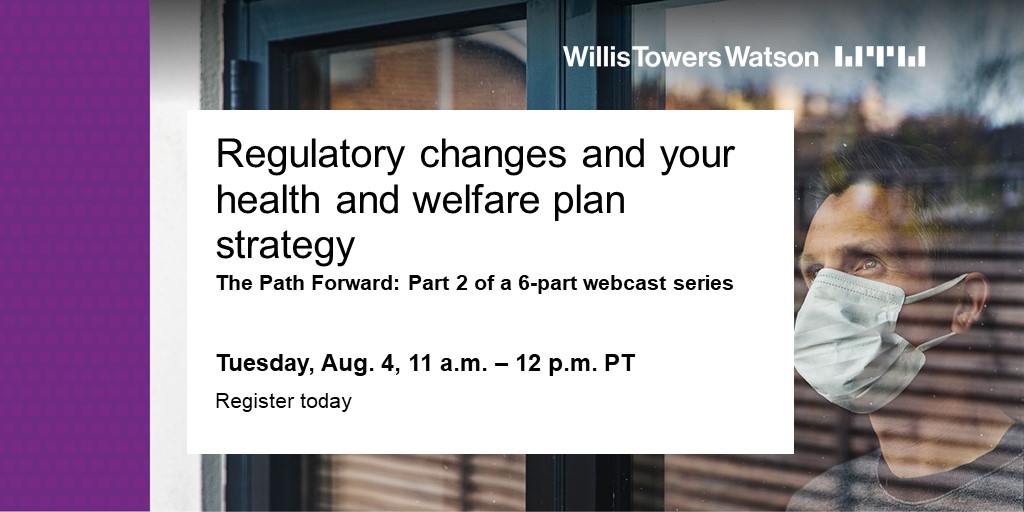 WillisTowersWatson
Regulatory changes and your
health and welfare plan
strategy
The Path Forward: Part 2 of a 6-part webcast series
Tuesday, Aug. 4, 11 a.m. – 12 p.m. PT
Register today